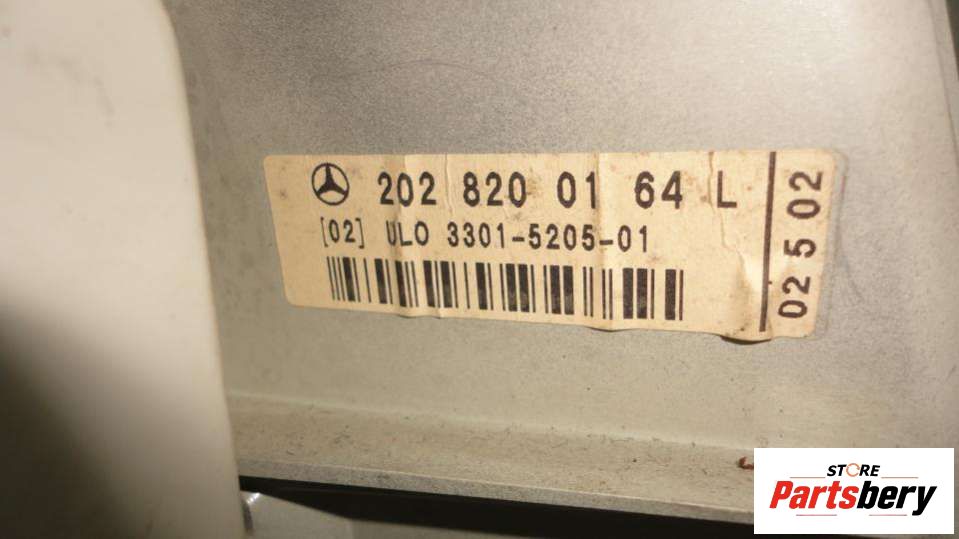 202 820 01 64 L
[02] ULO 3301-5205-01
02 5 02
STORE
Partsbery